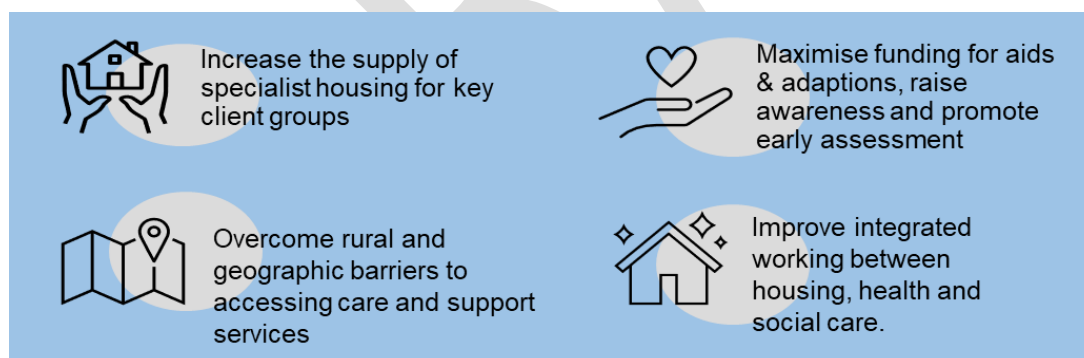 Increase the supply of
specialist housing for key
client groups
Maximise funding for aids
& adaptions, raise
awareness and promote
early assessment
Overcome rural and
geographic barriers to
accessing care and support
services
Improve integrated
working between
housing, health and
social care.